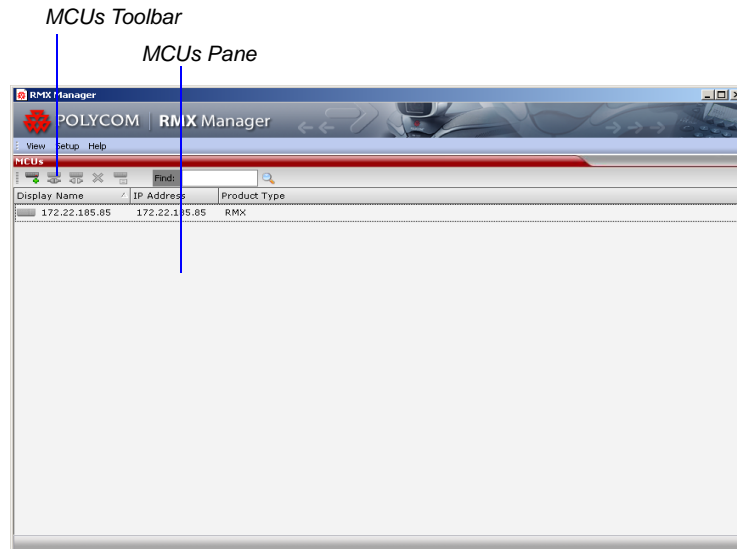 MCUs Toolbar
MCUs Pane
RMX Manager
POLYCOM | RMX Manager
View Setup Help
MCUs
Find:
Display Name IP Address Product Type
172.22.185.85 172.22.185.85 RMX